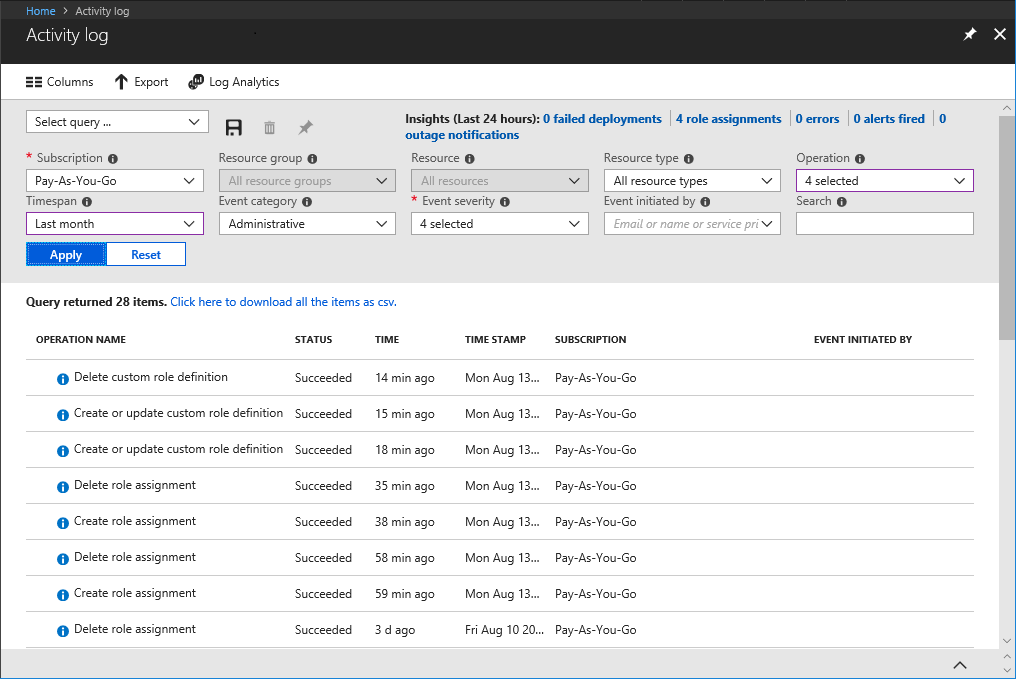 Home > Activity log
Activity log
Columns Export Log Analytics
Select query ...
Insights (Last 24 hours): 0 failed deployments | 4 role assignments | 0 errors | 0 alerts fired | 0
outage notifications
* Subscription Resource group Resource Resource type Operation
Pay-As-You-Go All resource groups All resources All resource types 4 selected
Timespan Event category * Event severity Event initiated by Search
Last month Administrative 4 selected Email or name or service pri
Apply Reset
Query returned 28 items. Click here to download all the items as csv.
OPERATION NAME STATUS TIME TIME STAMP SUBSCRIPTION EVENT INITIATED BY
Delete custom role definition Succeeded 14 min ago Mon Aug 13... Pay-As-You-Go
Create or update custom role definition Succeeded 15 min ago Mon Aug 13... Pay-As-You-Go
Create or update custom role definition Succeeded 18 min ago Mon Aug 13... Pay-As-You-Go
Delete role assignment Succeeded 35 min ago Mon Aug 13... Pay-As-You-Go
Create role assignment Succeeded 38 min ago Mon Aug 13... Pay-As-You-Go
Delete role assignment Succeeded 58 min ago Mon Aug 13... Pay-As-You-Go
Create role assignment Succeeded 59 min ago Mon Aug 13... Pay-As-You-Go
Delete role assignment Succeeded 3 d ago Fri Aug 10 20... Pay-As-You-Go